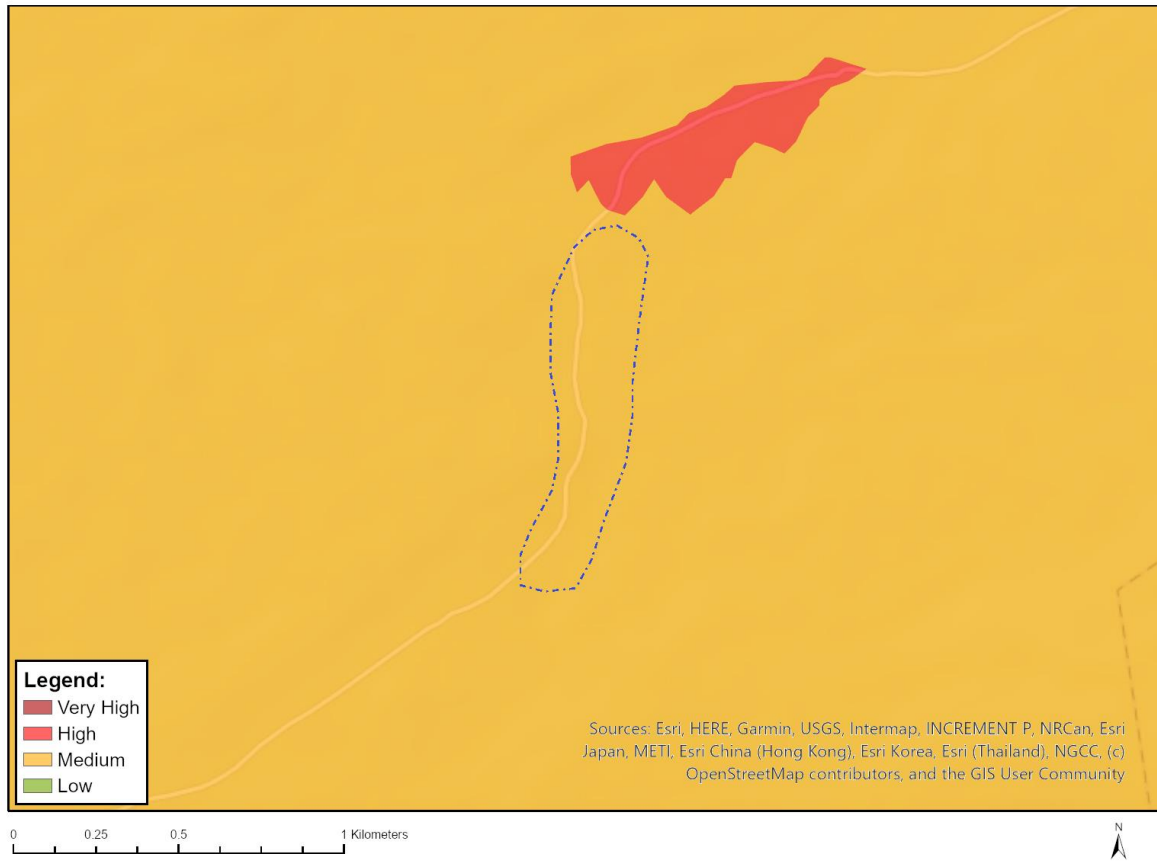 Legend:
Very High
High
Medium
Low
Sources: Esri, HERE, Garmin, USGS, Intermap, INCREMENT P, NRCan, Esri
Japan, METI, Esri China (Hong Kong), Esri Korea, Esri (Thailand), NGCC, (c)
OpenStreetMap contributors, and the GIS User Community
0 0.25 0.5 1 Kilometers
N